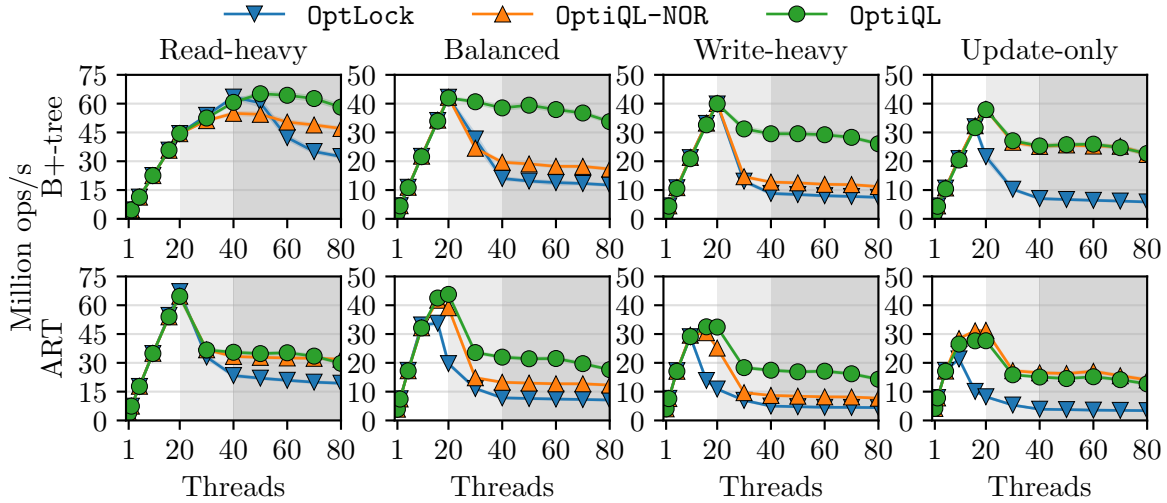 OptLock OptiQL-NOR OptiQL
Read-heavy Balanced Write-heavy Update-only
Million ops/s
B+-tree
75 60 45 30 15 0
1 20 40 60 80
50 40 30 20 10 0
1 20 40 60 80
50 40 30 20 10 0
1 20 40 60 80
50 40 30 20 10 0
1 20 40 60 80
ART
75 60 45 30 15 0
1 20 40 60 80
50 40 30 20 10 0
1 20 40 60 80
50 40 30 20 10 0
1 20 40 60 80
50 40 30 20 10 0
1 20 40 60 80
Threads Threads Threads Threads